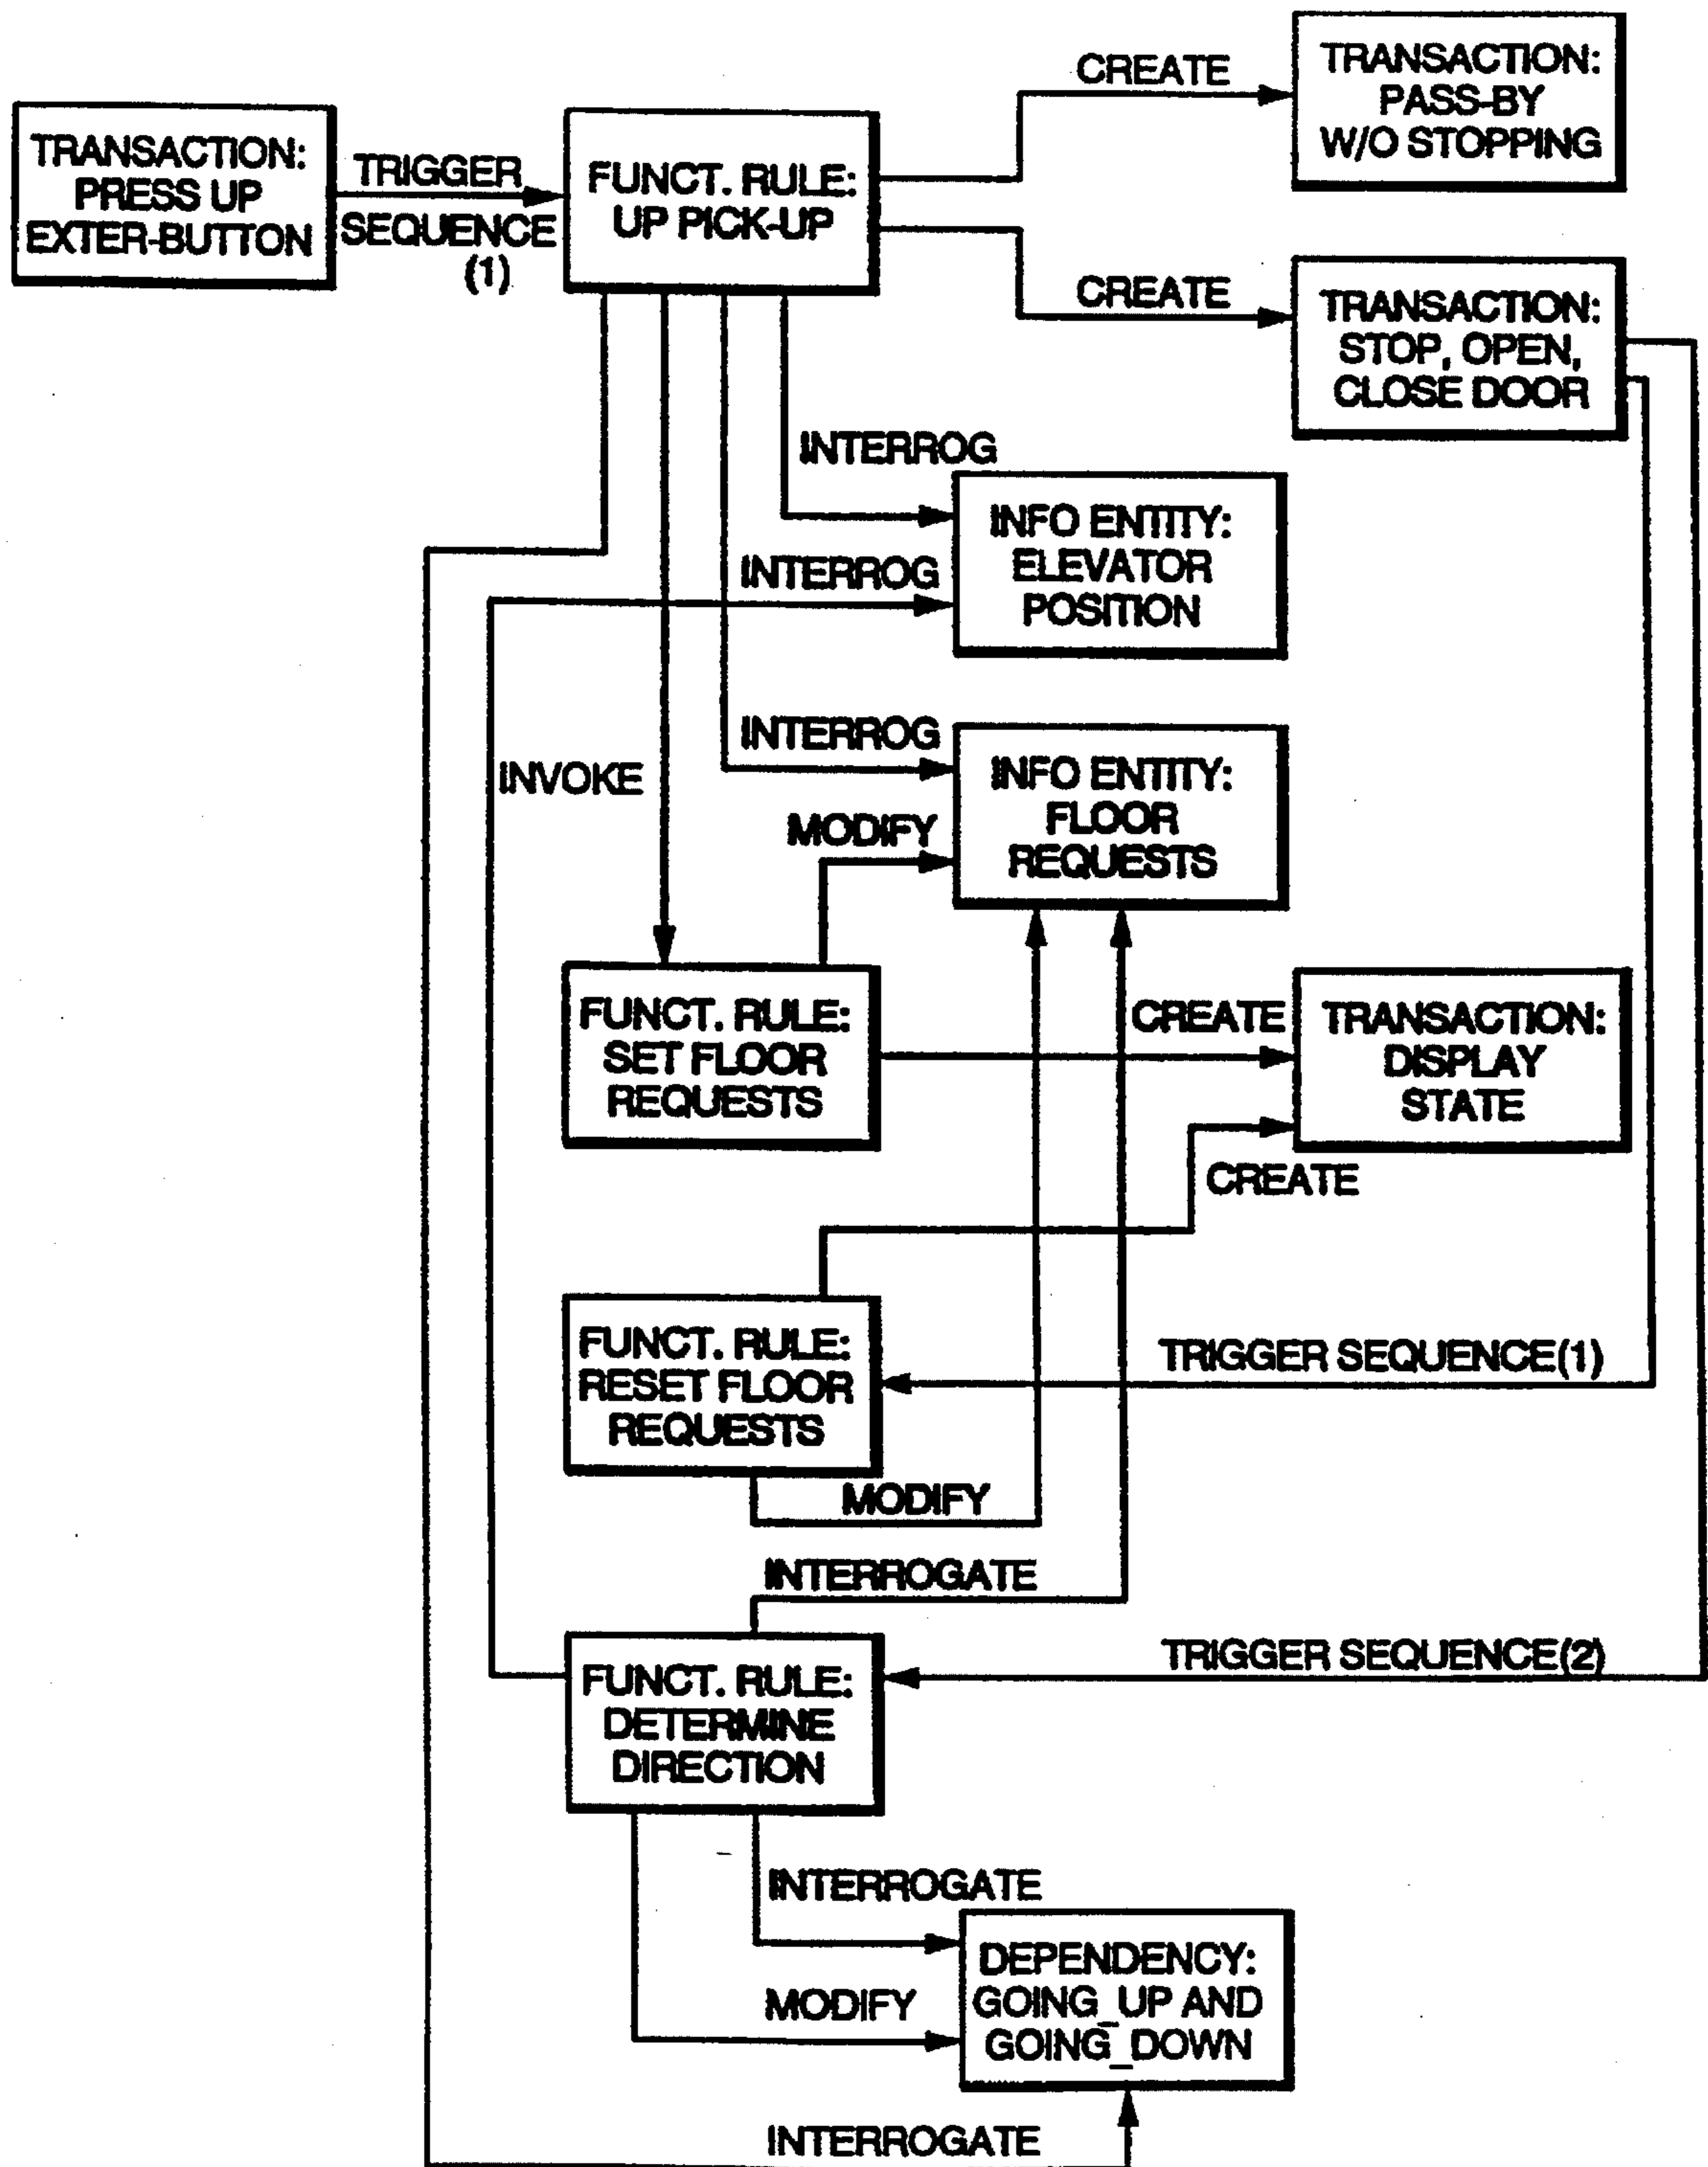 TRANSACTION:
PRESS UP
EXTER-BUTTON
TRIGGER
SEQUENCE
(1)
FUNCT. RULE:
UP PICK-UP
CREATE
TRANSACTION:
PASS-BY
W/O STOPPING
CREATE
TRANSACTION:
STOP, OPEN,
CLOSE DOOR
INTERROG
INFO ENTITY:
ELEVATOR
POSITION
INTERROG
INTERROG
INFO ENTITY:
FLOOR
REQUESTS
INVOKE
MODIFY
FUNCT. RULE:
SET FLOOR
REQUESTS
CREATE
TRANSACTION:
DISPLAY
STATE
CREATE
FUNCT. RULE:
RESET FLOOR
REQUESTS
TRIGGER SEQUENCE(1)
MODIFY
INTERROGATE
FUNCT. RULE:
DETERMINE
DIRECTION
TRIGGER SEQUENCE(2)
INTERROGATE
MODIFY
DEPENDENCY:
GOING_UP AND
GOING_DOWN
INTERROGATE